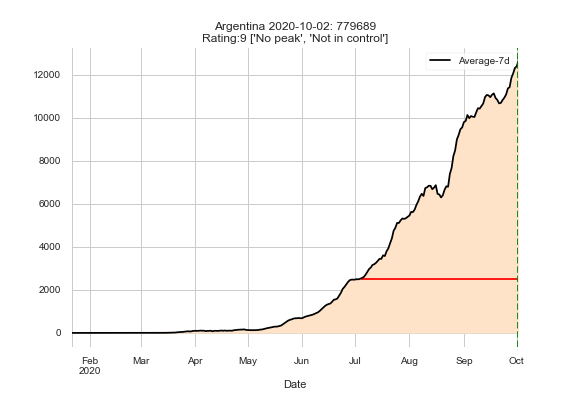 Argentina 2020-10-02: 779689
Rating:9 ['No peak', 'Not in control']
Average-7d
12000
10000
8000
6000
4000
2000
0
Feb Mar Apr May Jun Jul Aug Sep Oct
2020
Date